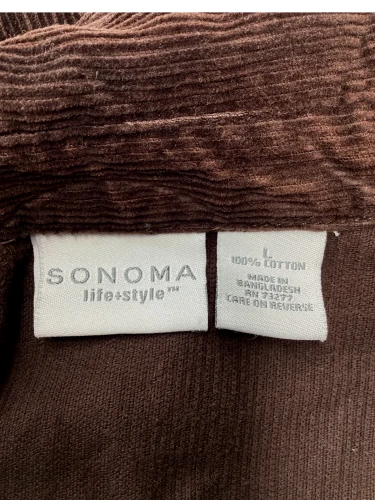 SONOMA
life+style™
L
100% COTTON
MADE IN
BANGLADESH
RN 73277
CARE ON REVERSE